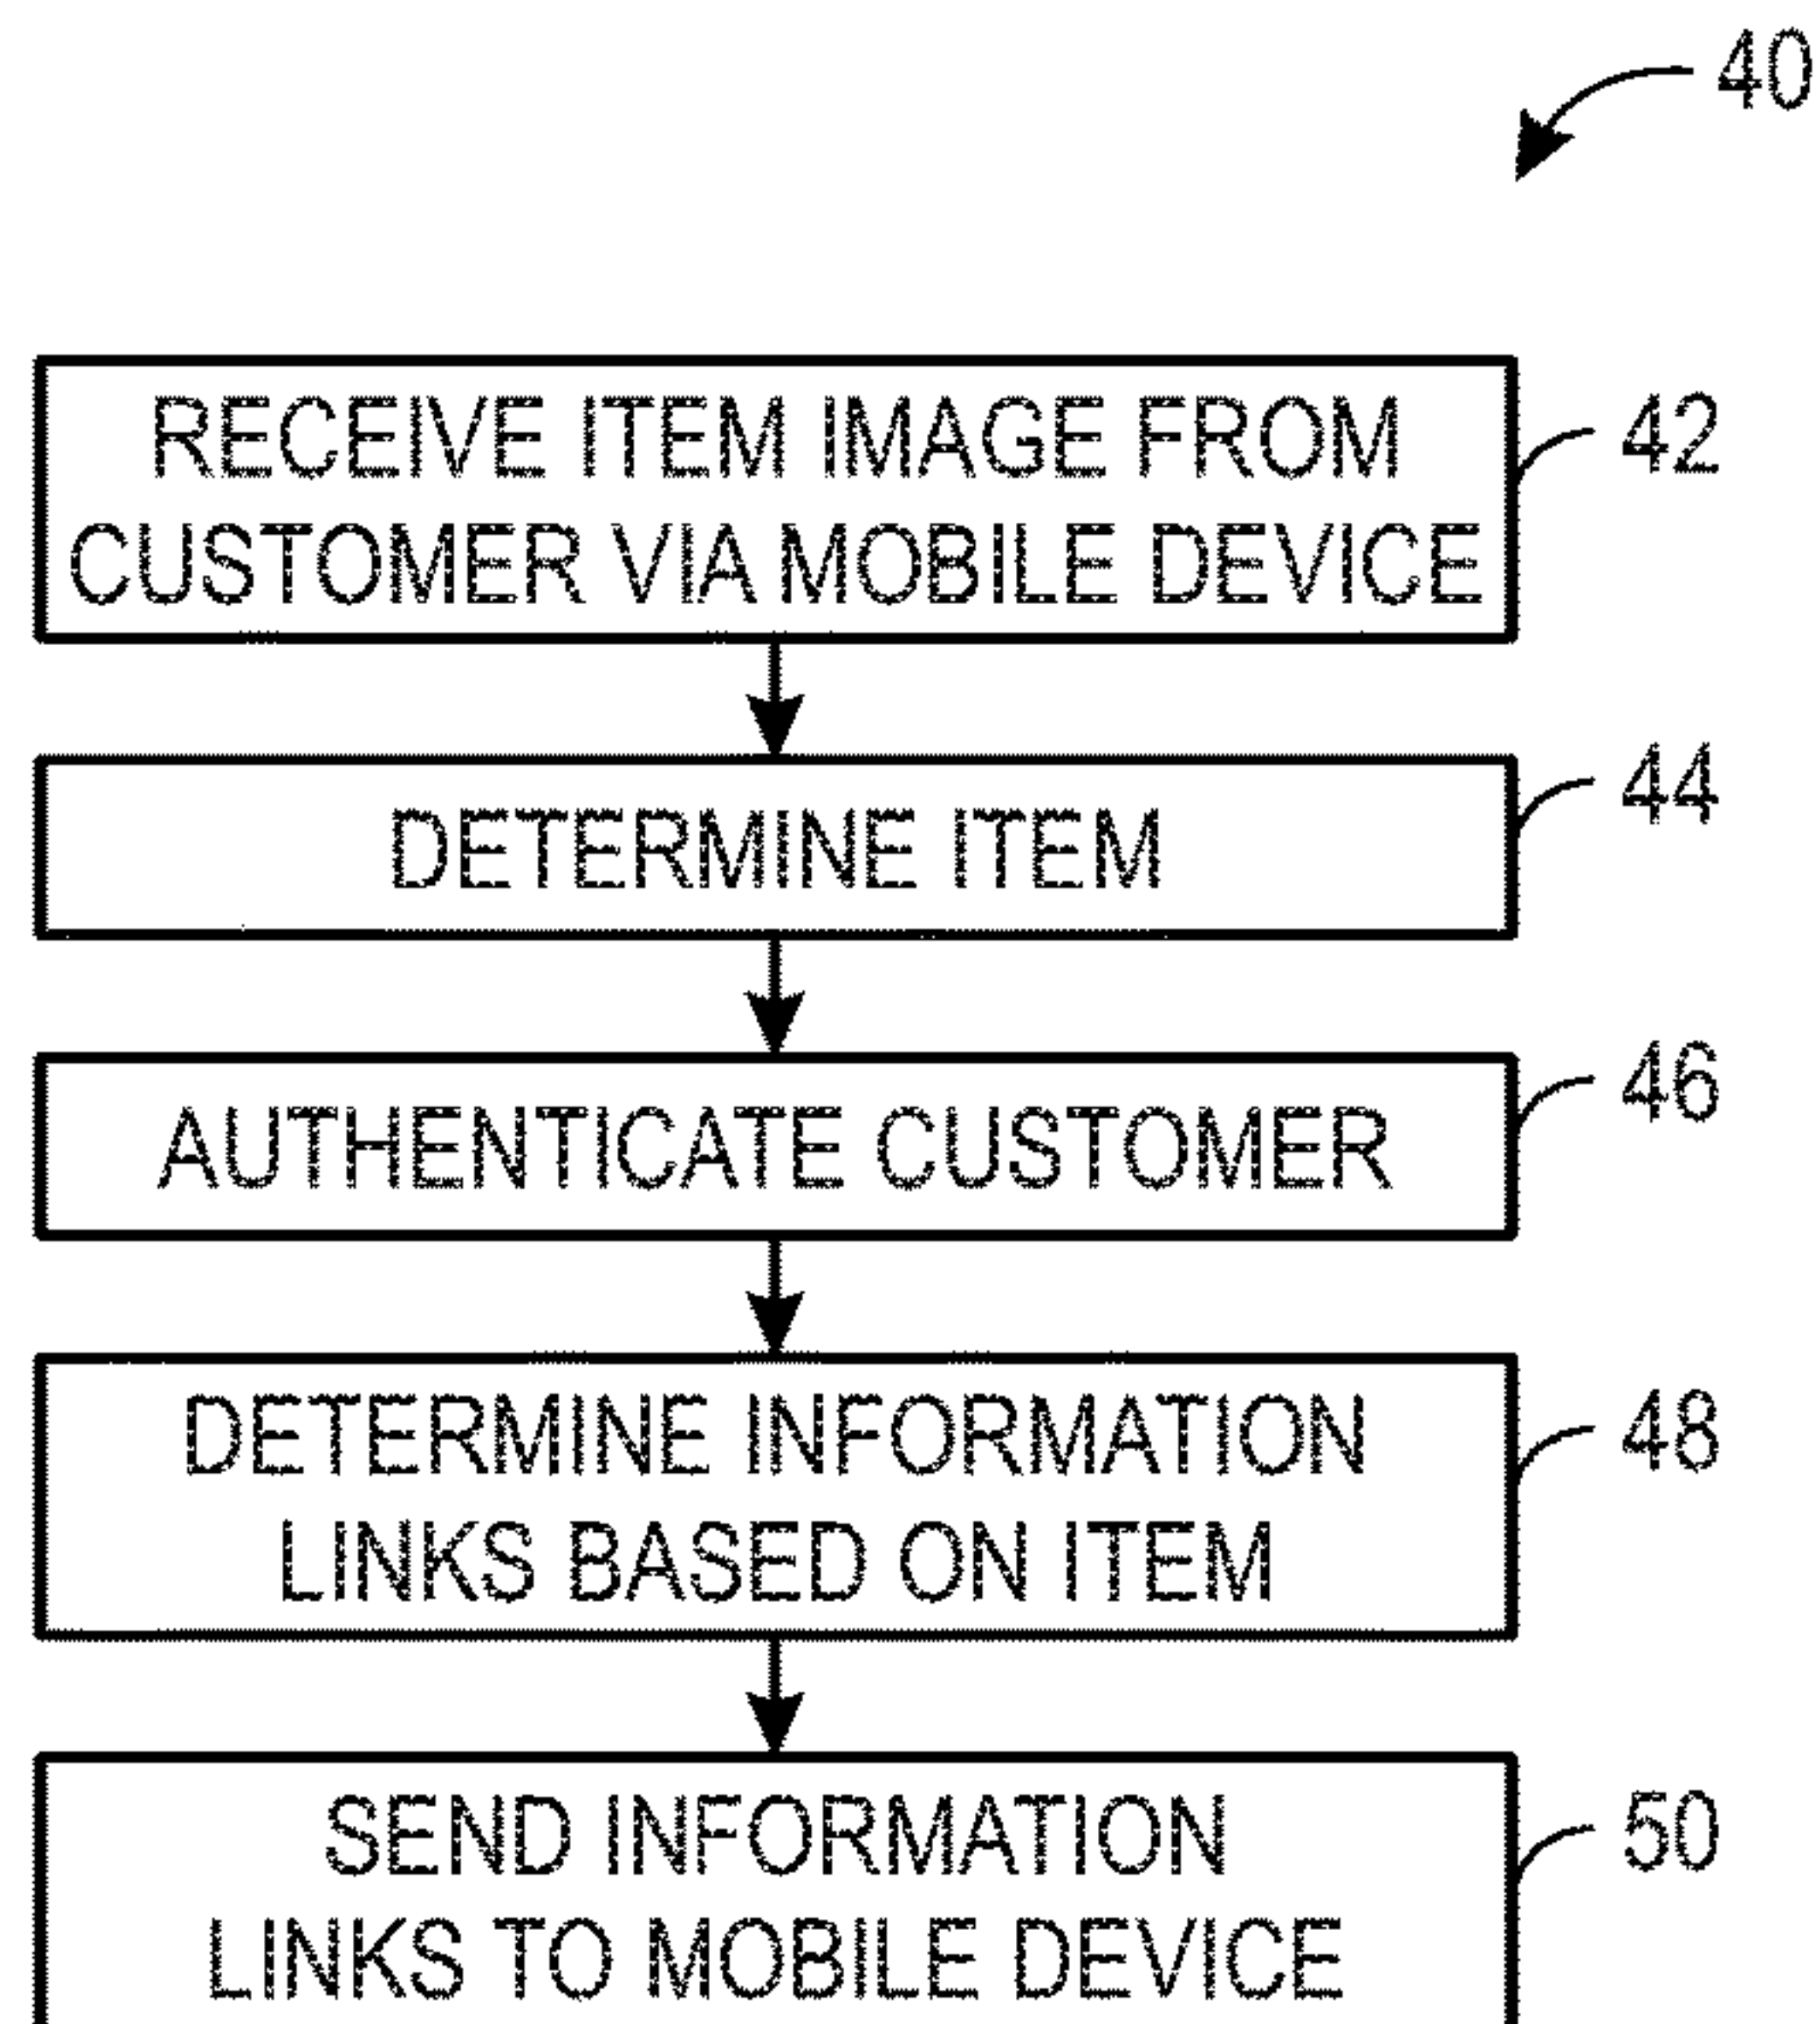 40
RECEIVE ITEM IMAGE FROM
CUSTOMER VIA MOBILE DEVICE
42
DETERMINE ITEM
44
AUTHENTICATE CUSTOMER
46
DETERMINE INFORMATION
LINKS BASED ON ITEM
48
SEND INFORMATION
LINKS TO MOBILE DEVICE
50